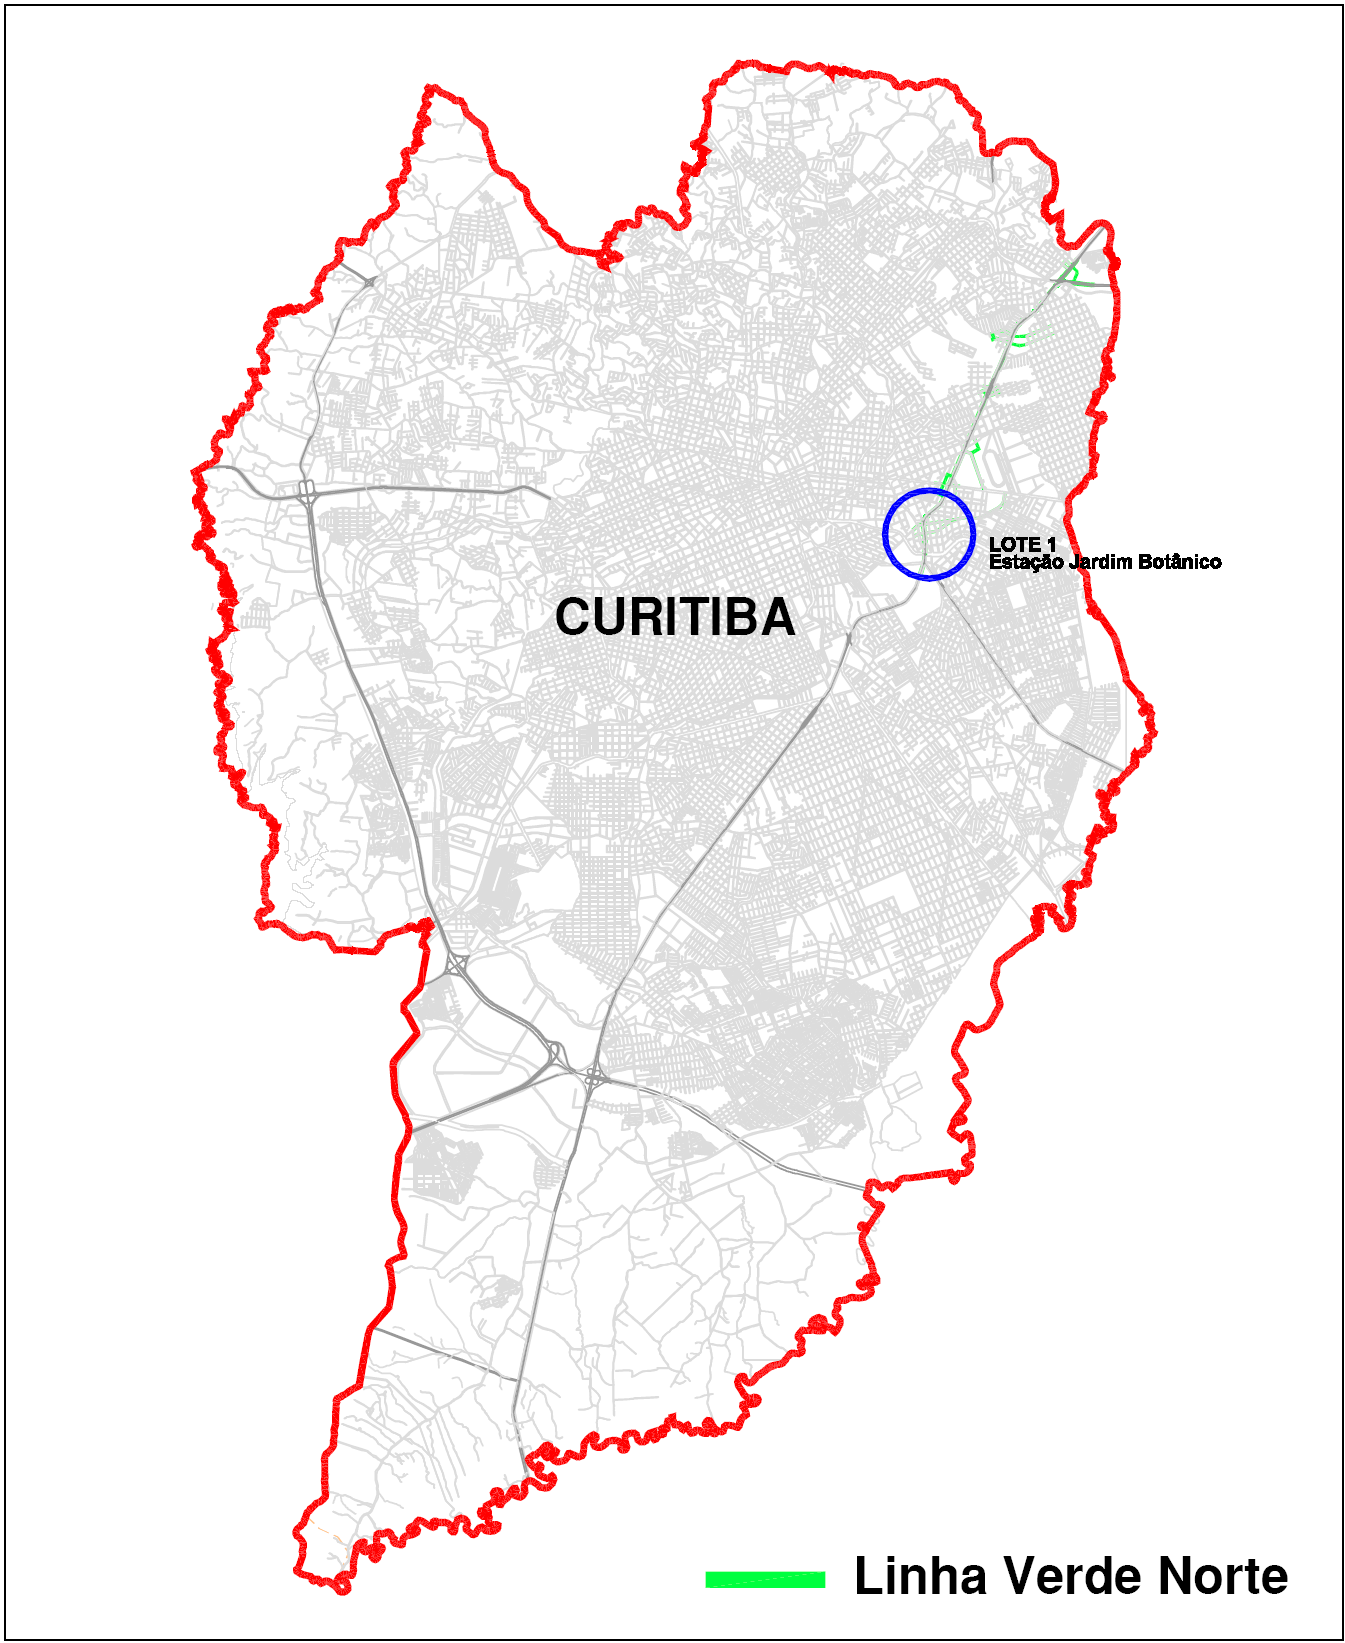 LOTE 1
Estação Jardim Botânico
CURITIBA
Linha Verde Norte